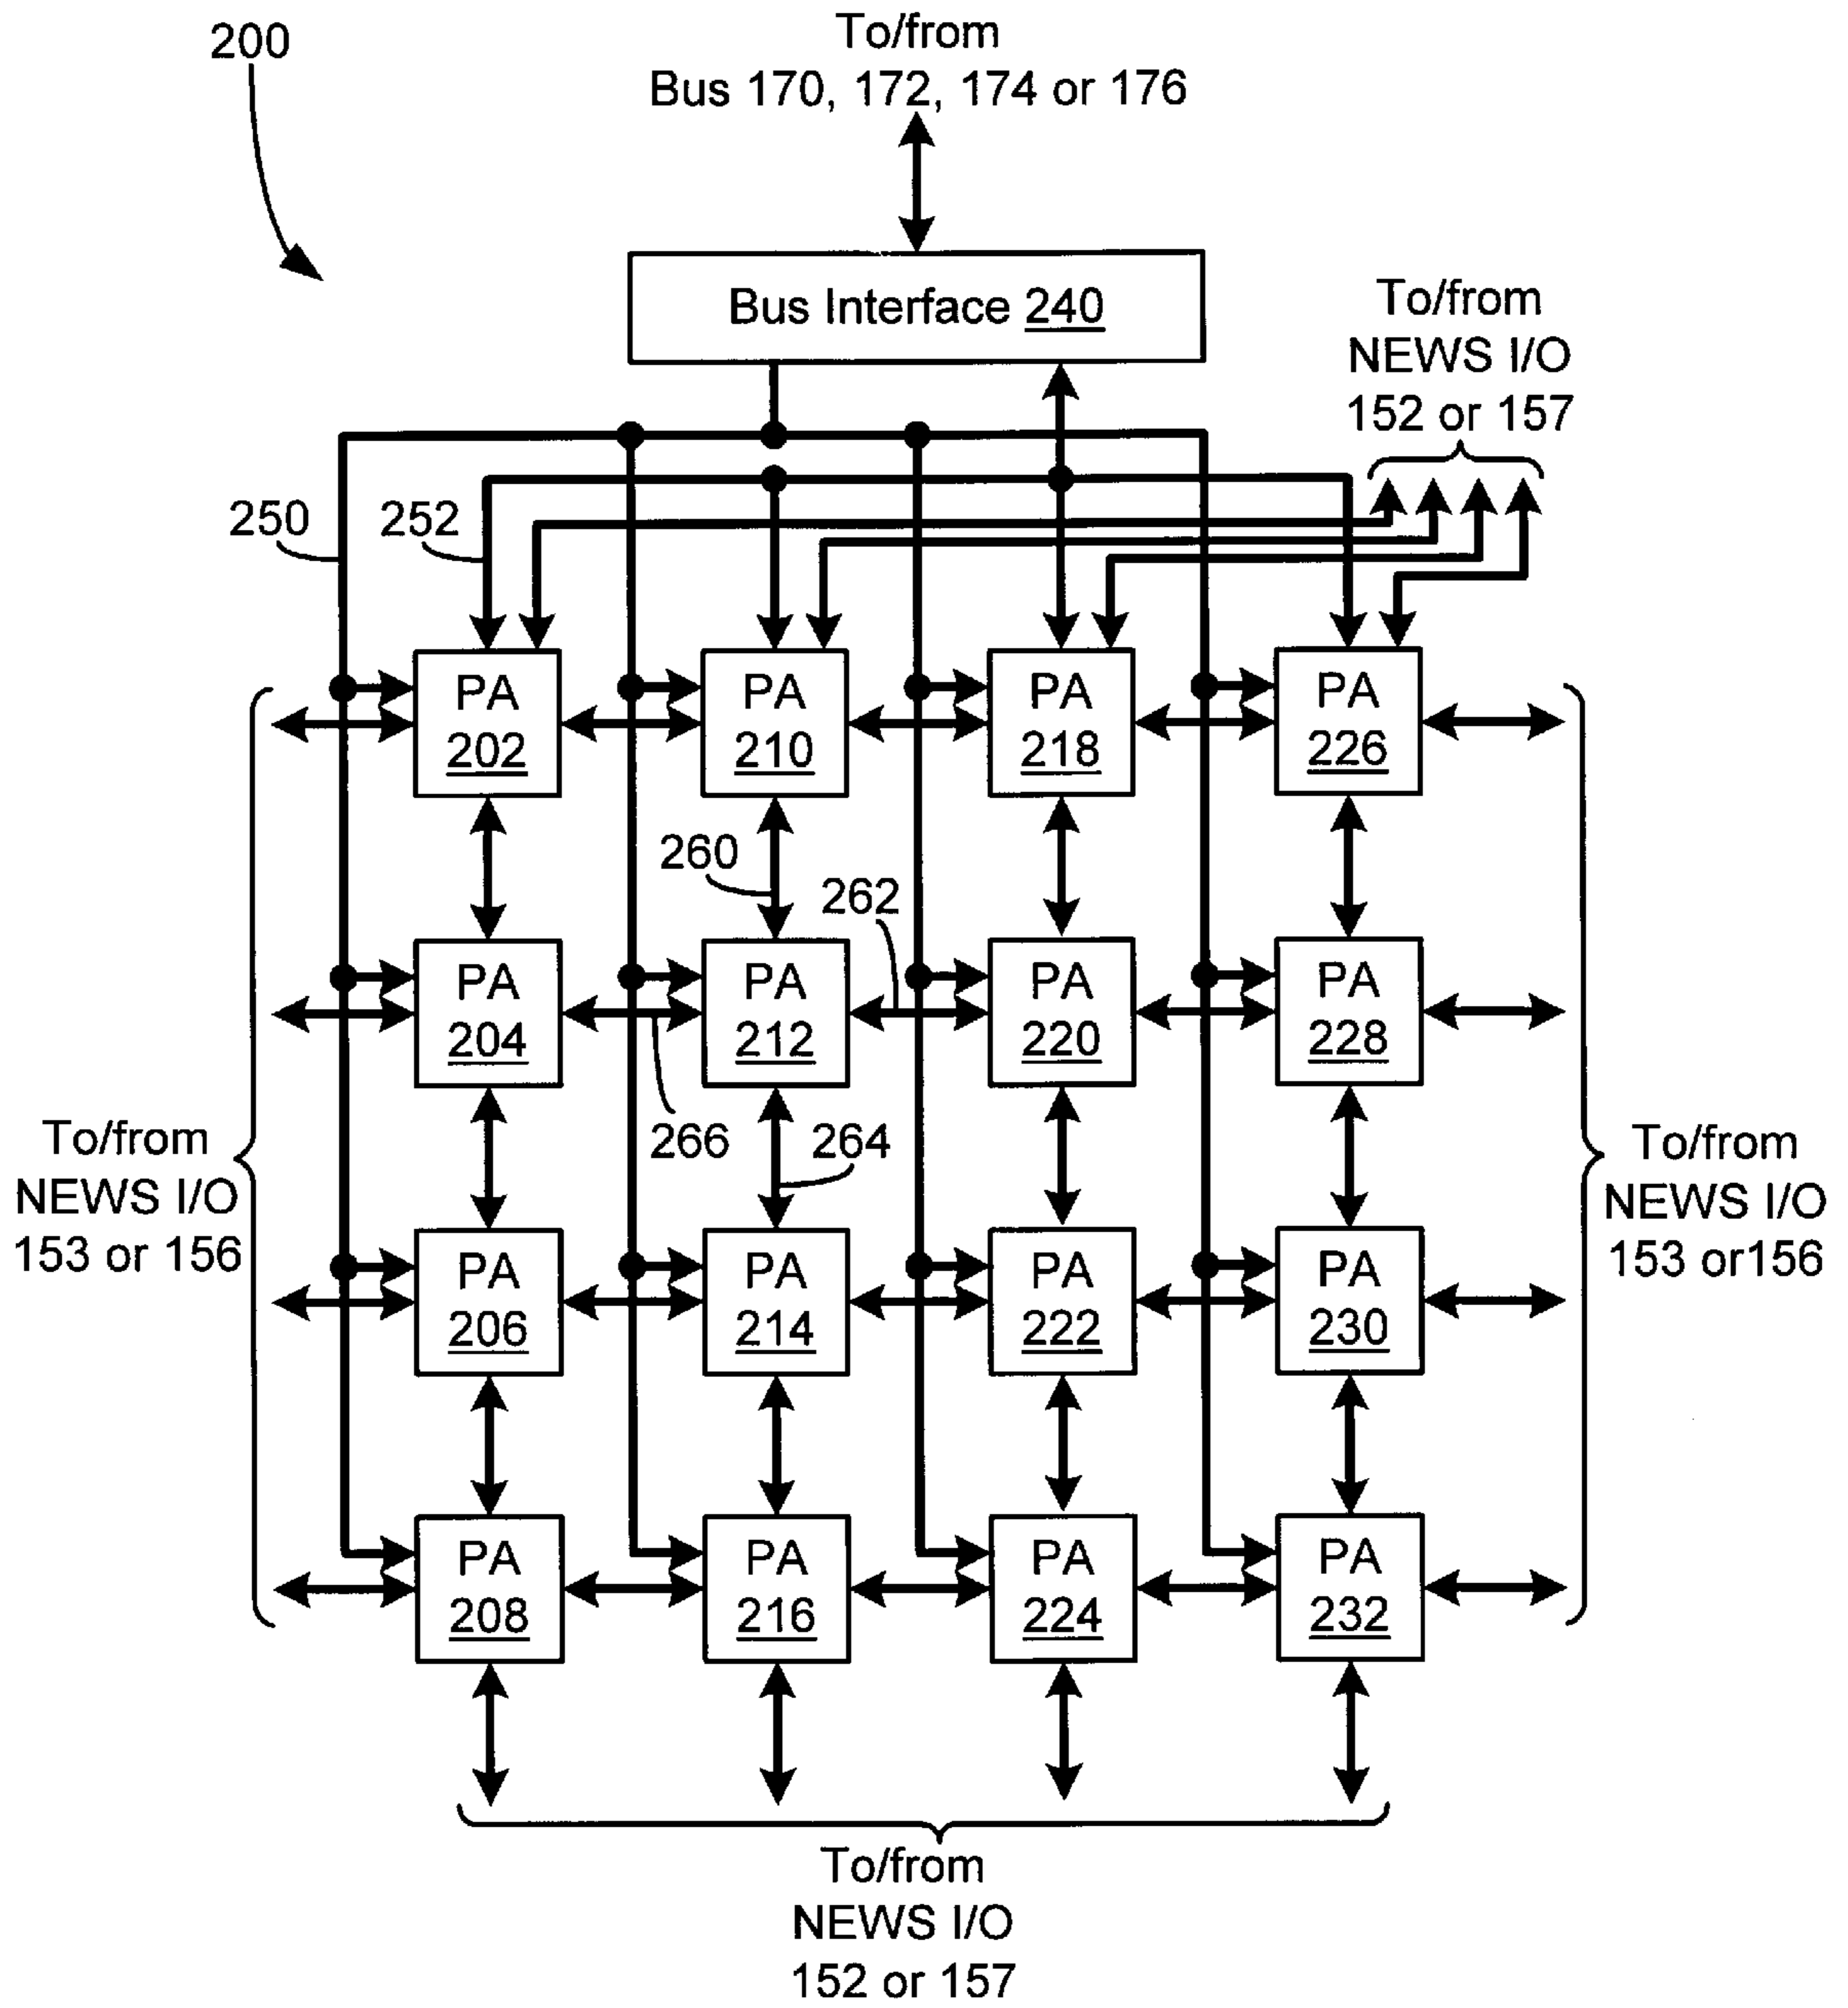 200
To/from
Bus 170, 172, 174 or 176
Bus Interface 240
To/from
NEWS I/O
152 or 157
250
252
PA
202
PA
210
PA
218
PA
226
260
262
PA
204
PA
212
PA
220
PA
228
266
264
To/from
NEWS I/O
153 or 156
To/from
NEWS I/O
153 or156
PA
206
PA
214
PA
222
PA
230
PA
208
PA
216
PA
224
PA
232
To/from
NEWS I/O
152 or 157